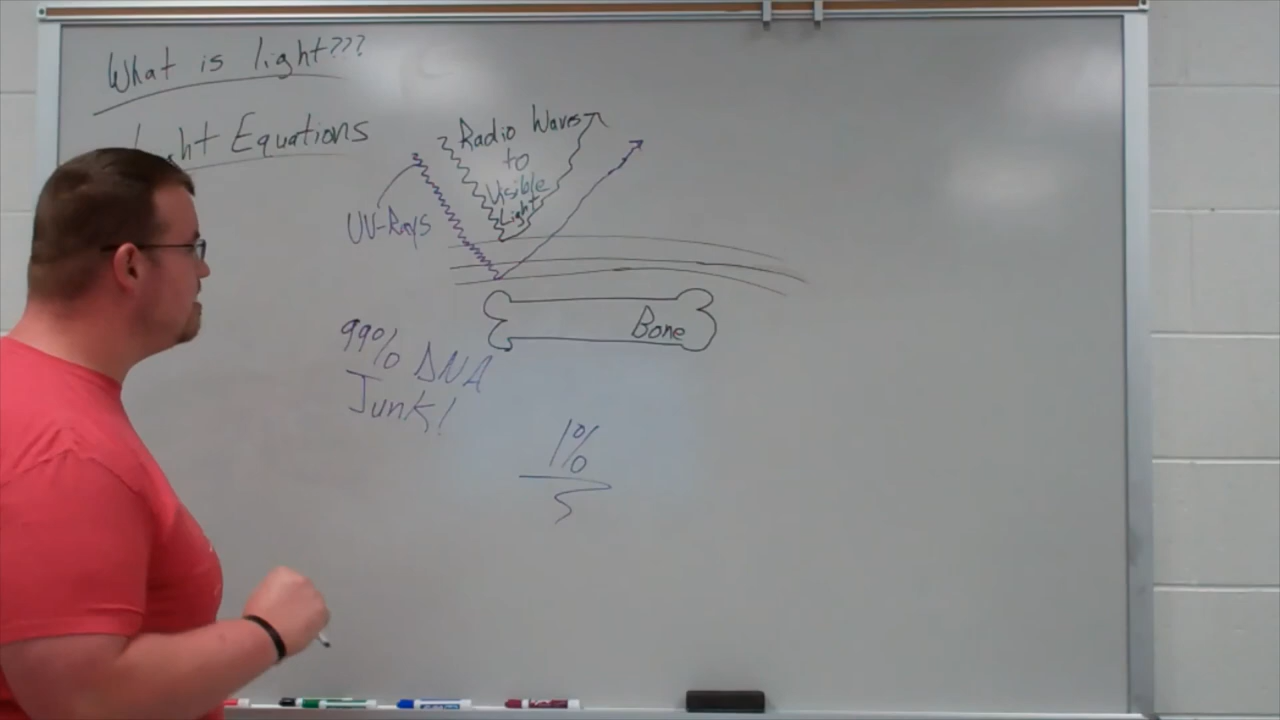 What is light???
Equations
Radio Waves
to
Visible
Light
UV-Rays
Bone
99% DNA
Junk!
1%